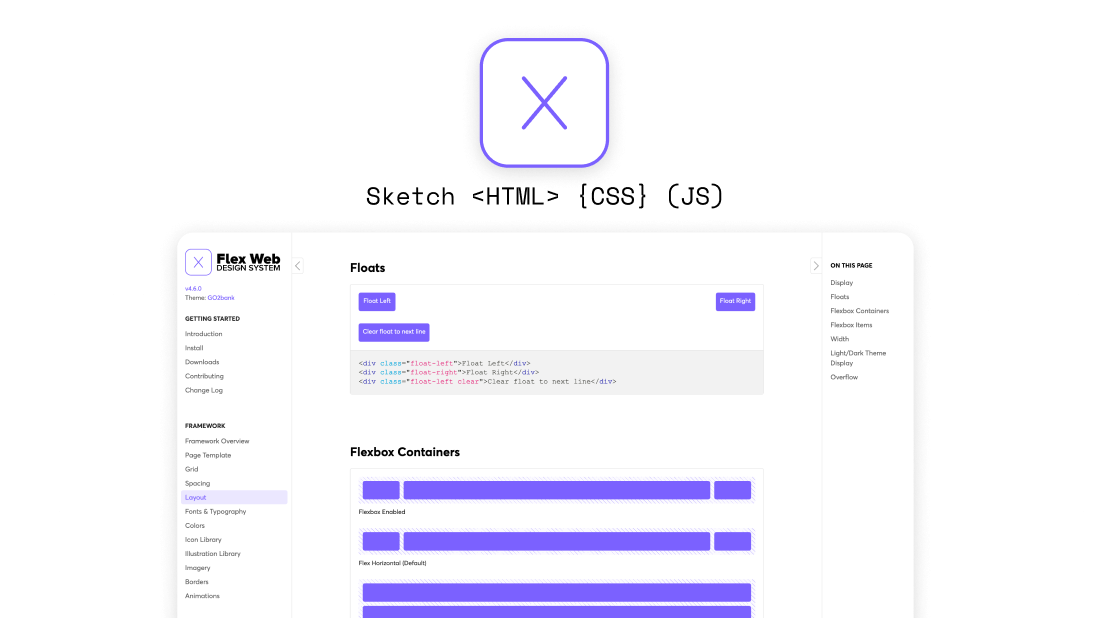 Sketch <HTML> {CSS} (JS)
Flex Web
DESIGN SYSTEM
v4.6.0
Theme: GO2bank
GETTING STARTED
Introduction
Install
Downloads
Contributing
Change Log
FRAMEWORK
Framework Overview
Page Template
Grid
Spacing
Layout
Fonts & Typography
Colors
Icon Library
Illustration Library
Imagery
Borders
Animations
Floats
Float Left
Float Right
Clear float to next line
<div class="float-left">Float Left</div>
<div class="float-right">Float Right</div>
<div class="float-left clear">Clear float to next line</div>
Flexbox Containers
Flexbox Enabled
Flex Horizontal (Default)
ON THIS PAGE
Display
Floats
Flexbox Containers
Flexbox Items
Width
Light/Dark Theme
Display
Overflow